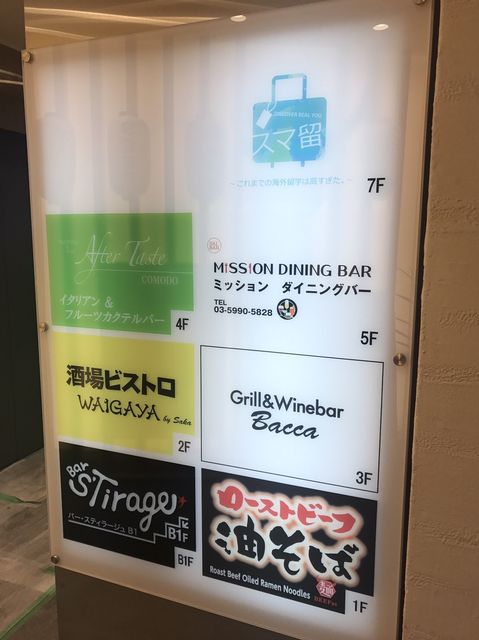 DISCOVER REAL YOU
スマ留
～これまでの海外留学は高すぎた。～
7F
After Taste
COMODO
イタリアン &
フルーツカクテルバー
4F
MiSSiON DINING BAR
ミッション ダイニングバー
TEL
03-5990-5828
5F
酒場ビストロ
WAIGAYA by Saka
2F
Grill&Winebar
Bacca
3F
Bar
STirage
バー・スティラージュ B1
B1F
B1F
ローストビーフ
油そば
Roast Beef Oiled Ramen Noodles
1F